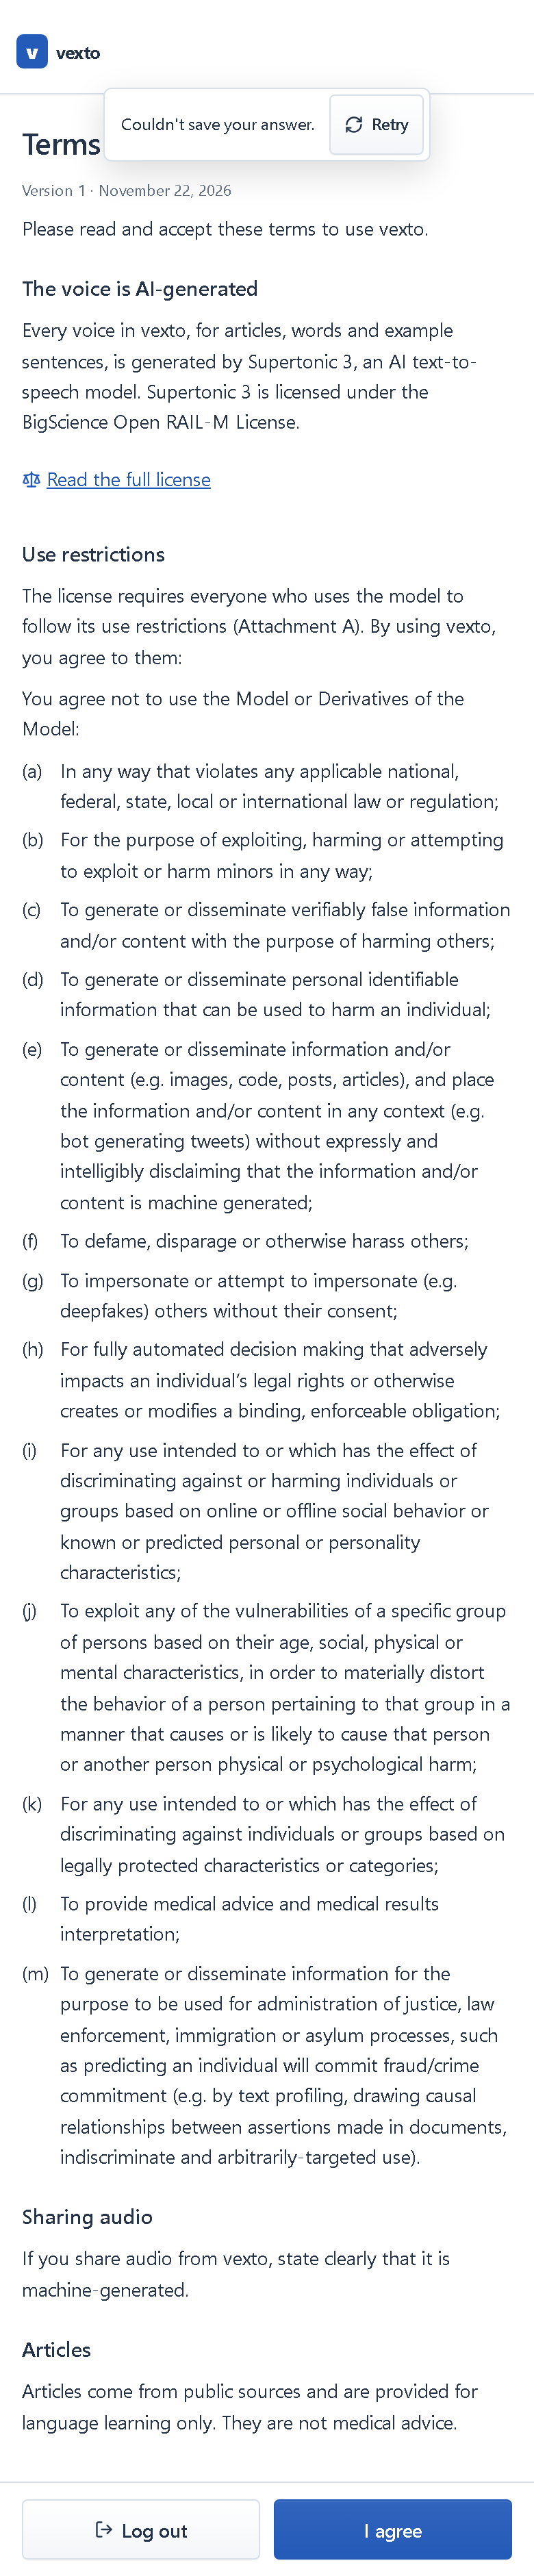 v vexto
Couldn't save your answer. Retry
Terms
Version 1 · November 22, 2026
Please read and accept these terms to use vexto.
The voice is AI-generated
Every voice in vexto, for articles, words and example
sentences, is generated by Supertonic 3, an AI text-to-
speech model. Supertonic 3 is licensed under the
BigScience Open RAIL-M License.
Read the full license
Use restrictions
The license requires everyone who uses the model to
follow its use restrictions (Attachment A). By using vexto,
you agree to them:
You agree not to use the Model or Derivatives of the
Model:
(a) In any way that violates any applicable national,
federal, state, local or international law or regulation;
(b) For the purpose of exploiting, harming or attempting
to exploit or harm minors in any way;
(c) To generate or disseminate verifiably false information
and/or content with the purpose of harming others;
(d) To generate or disseminate personal identifiable
information that can be used to harm an individual;
(e) To generate or disseminate information and/or
content (e.g. images, code, posts, articles), and place
the information and/or content in any context (e.g.
bot generating tweets) without expressly and
intelligibly disclaiming that the information and/or
content is machine generated;
(f) To defame, disparage or otherwise harass others;
(g) To impersonate or attempt to impersonate (e.g.
deepfakes) others without their consent;
(h) For fully automated decision making that adversely
impacts an individual’s legal rights or otherwise
creates or modifies a binding, enforceable obligation;
(i) For any use intended to or which has the effect of
discriminating against or harming individuals or
groups based on online or offline social behavior or
known or predicted personal or personality
characteristics;
(j) To exploit any of the vulnerabilities of a specific group
of persons based on their age, social, physical or
mental characteristics, in order to materially distort
the behavior of a person pertaining to that group in a
manner that causes or is likely to cause that person
or another person physical or psychological harm;
(k) For any use intended to or which has the effect of
discriminating against individuals or groups based on
legally protected characteristics or categories;
(l) To provide medical advice and medical results
interpretation;
(m) To generate or disseminate information for the
purpose to be used for administration of justice, law
enforcement, immigration or asylum processes, such
as predicting an individual will commit fraud/crime
commitment (e.g. by text profiling, drawing causal
relationships between assertions made in documents,
indiscriminate and arbitrarily-targeted use).
Sharing audio
If you share audio from vexto, state clearly that it is
machine-generated.
Articles
Articles come from public sources and are provided for
language learning only. They are not medical advice.
Log out I agree